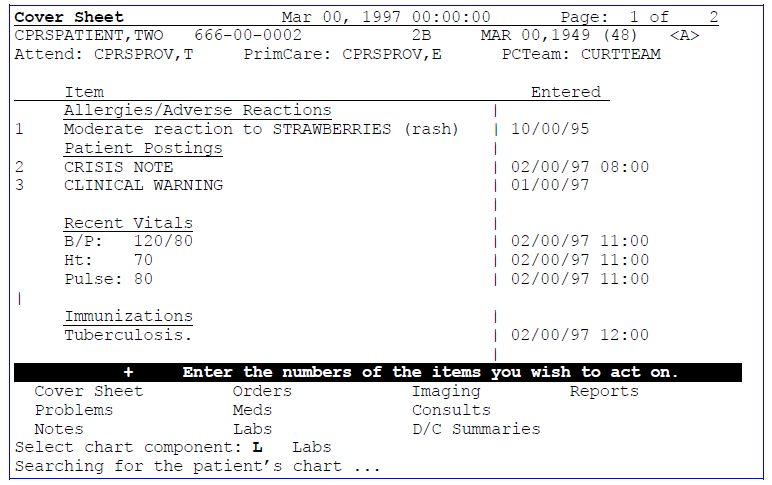 Cover Sheet Mar 00, 1997 00:00:00 Page: 1 of 2
CPRSPATIENT,TWO 666-00-0002 2B MAR 00,1949 (48) <A>
Attend: CPRSPROV,T PrimCare: CPRSPROV,E PCTeam: CURTTEAM
Item Entered
Allergies/Adverse Reactions |
1 Moderate reaction to STRAWBERRIES (rash) | 10/00/95
Patient Postings |
2 CRISIS NOTE | 02/00/97 08:00
3 CLINICAL WARNING | 01/00/97
|
Recent Vitals |
B/P: 120/80 | 02/00/97 11:00
Ht: 70 | 02/00/97 11:00
Pulse: 80 | 02/00/97 11:00
|
Immunizations |
Tuberculosis. | 02/00/97 12:00
|
+ Enter the numbers of the items you wish to act on.
Cover Sheet Orders Imaging Reports
Problems Meds Consults
Notes Labs D/C Summaries
Select chart component: L Labs
Searching for the patient's chart ...